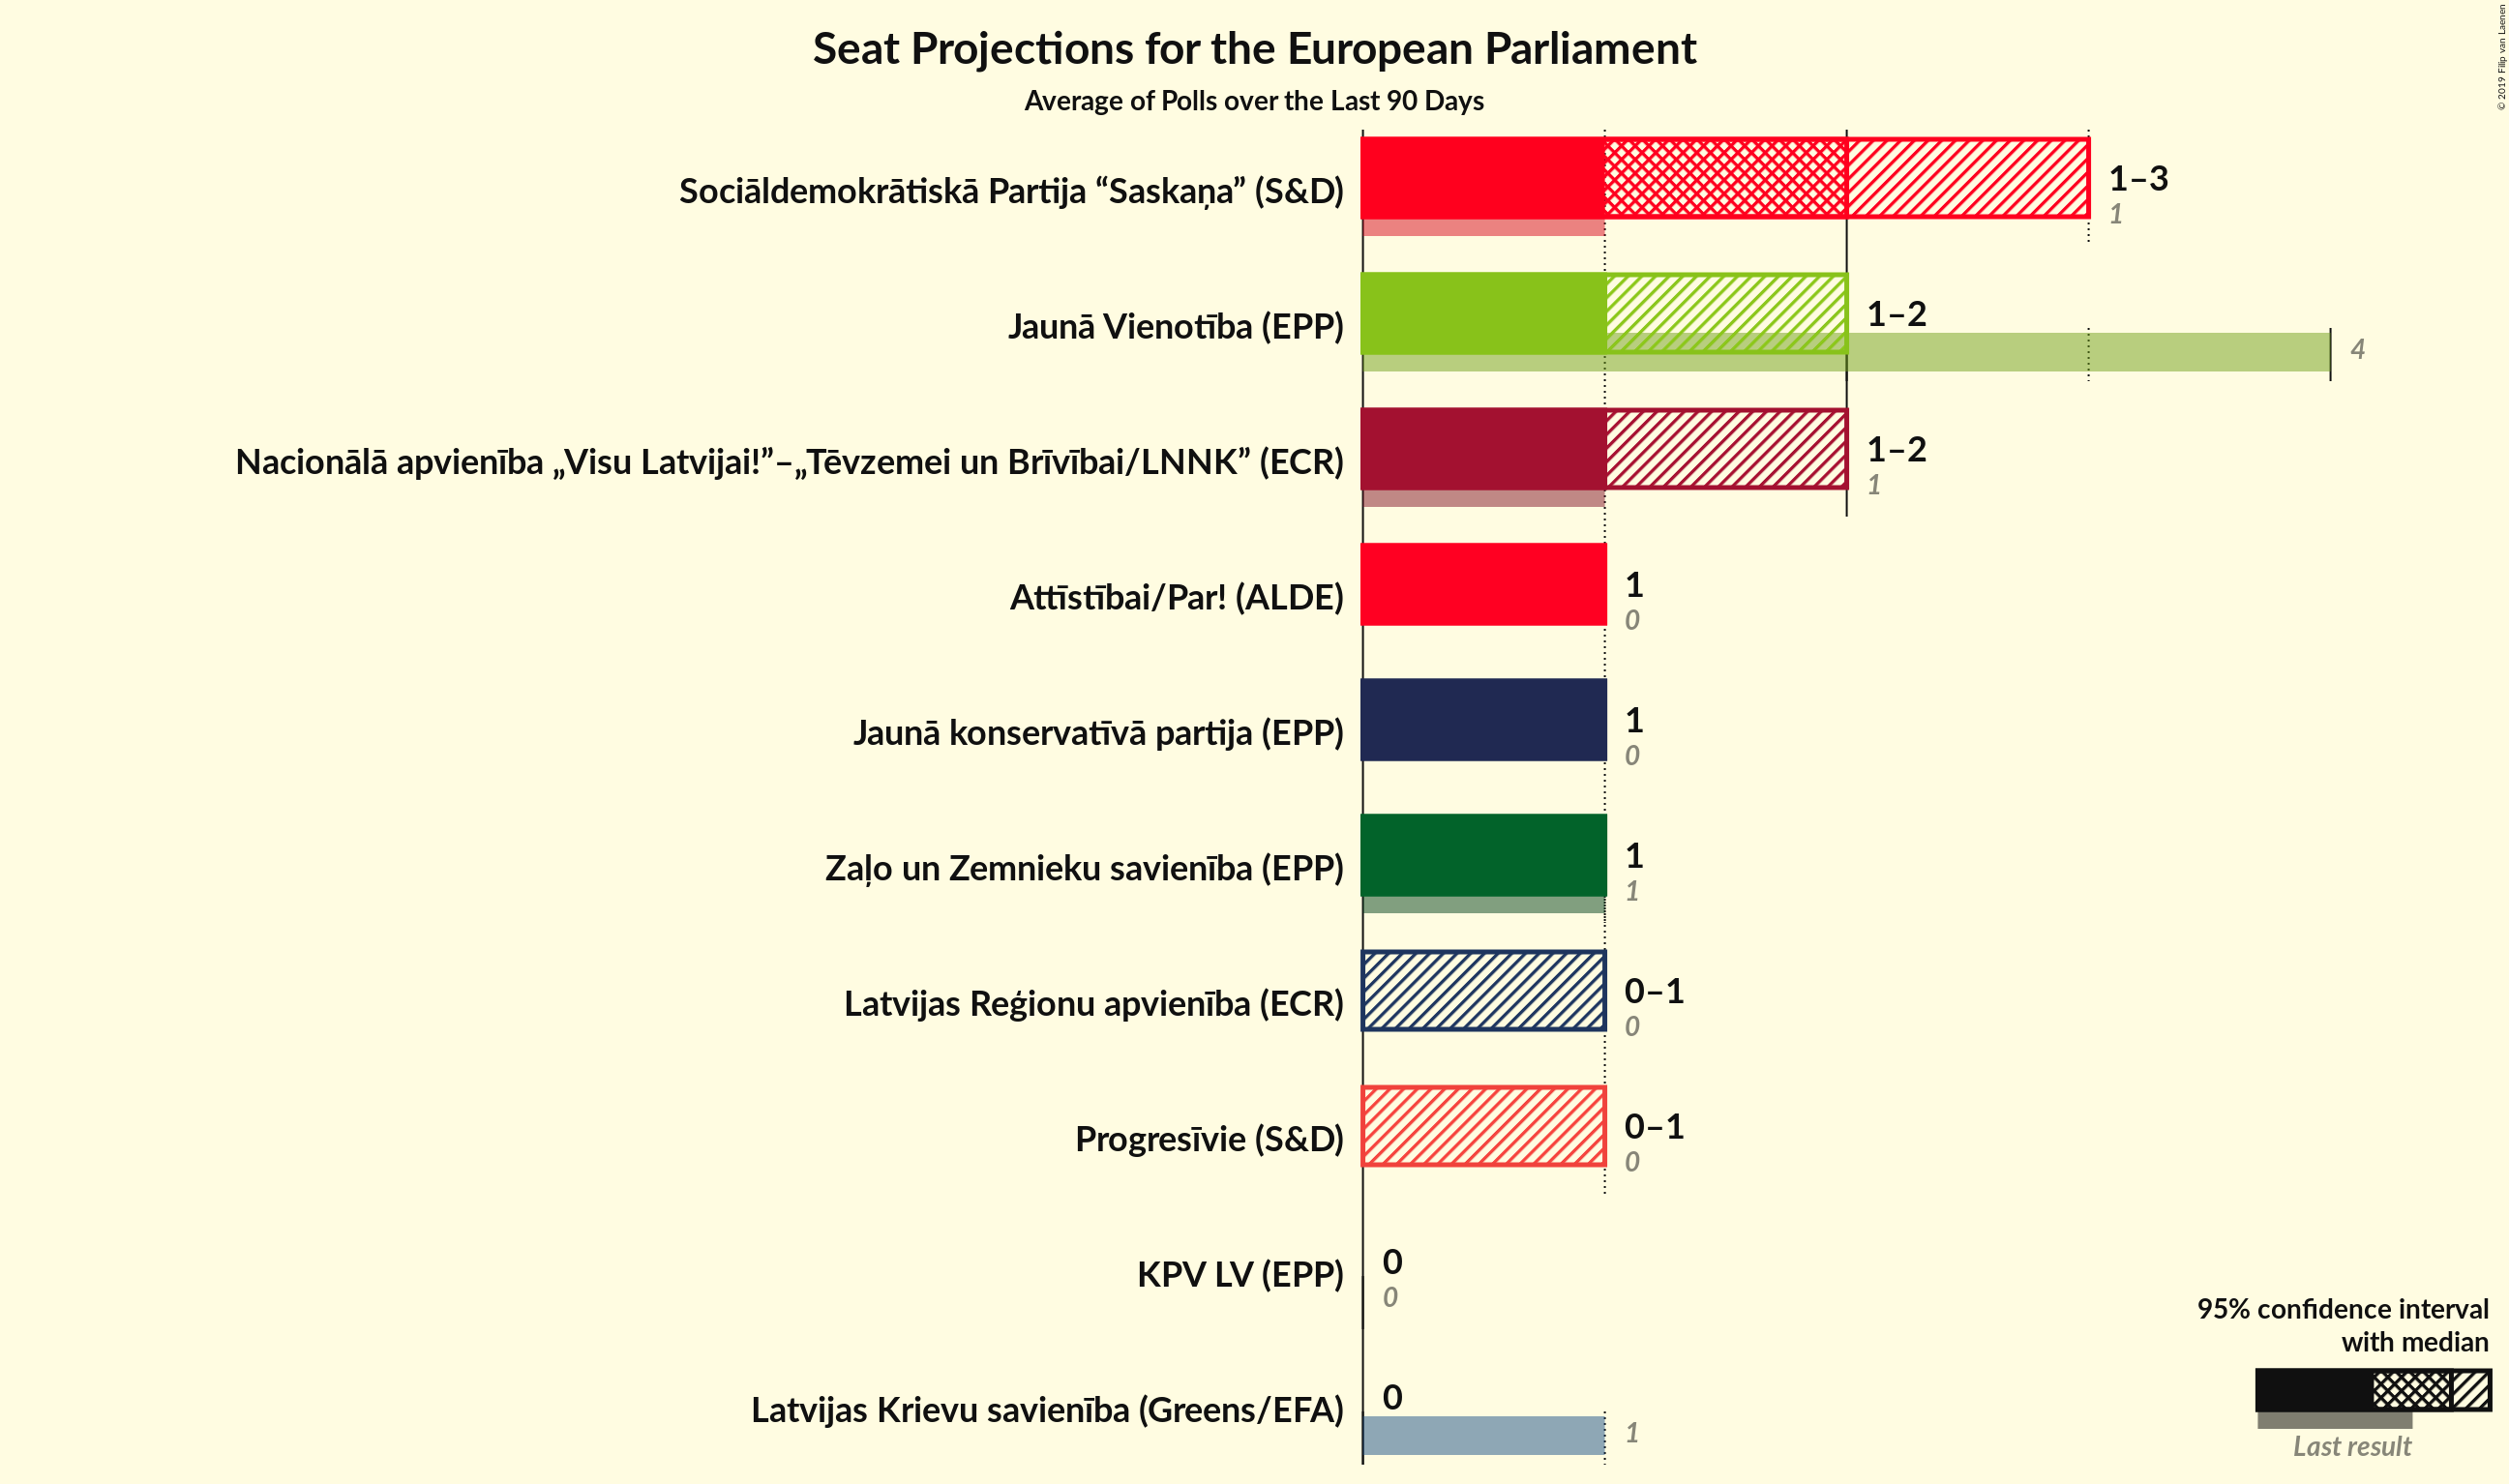 Seat Projections for the European Parliament
Average of Polls over the Last 90 Days
© 2019 Filip van Laenen
Sociāldemokrātiskā Partija “Saskaņa” (S&D)
1–3
1
Jaunā Vienotība (EPP)
1–2
4
Nacionālā apvienība „Visu Latvijai!”–„Tēvzemei un Brīvībai/LNNK” (ECR)
1–2
1
Attīstībai/Par! (ALDE)
1
0
Jaunā konservatīvā partija (EPP)
1
0
Zaļo un Zemnieku savienība (EPP)
1
1
Latvijas Reģionu apvienība (ECR)
0–1
0
Progresīvie (S&D)
0–1
0
KPV LV (EPP)
0
0
Latvijas Krievu savienība (Greens/EFA)
0
1
95% confidence interval
with median
Last result